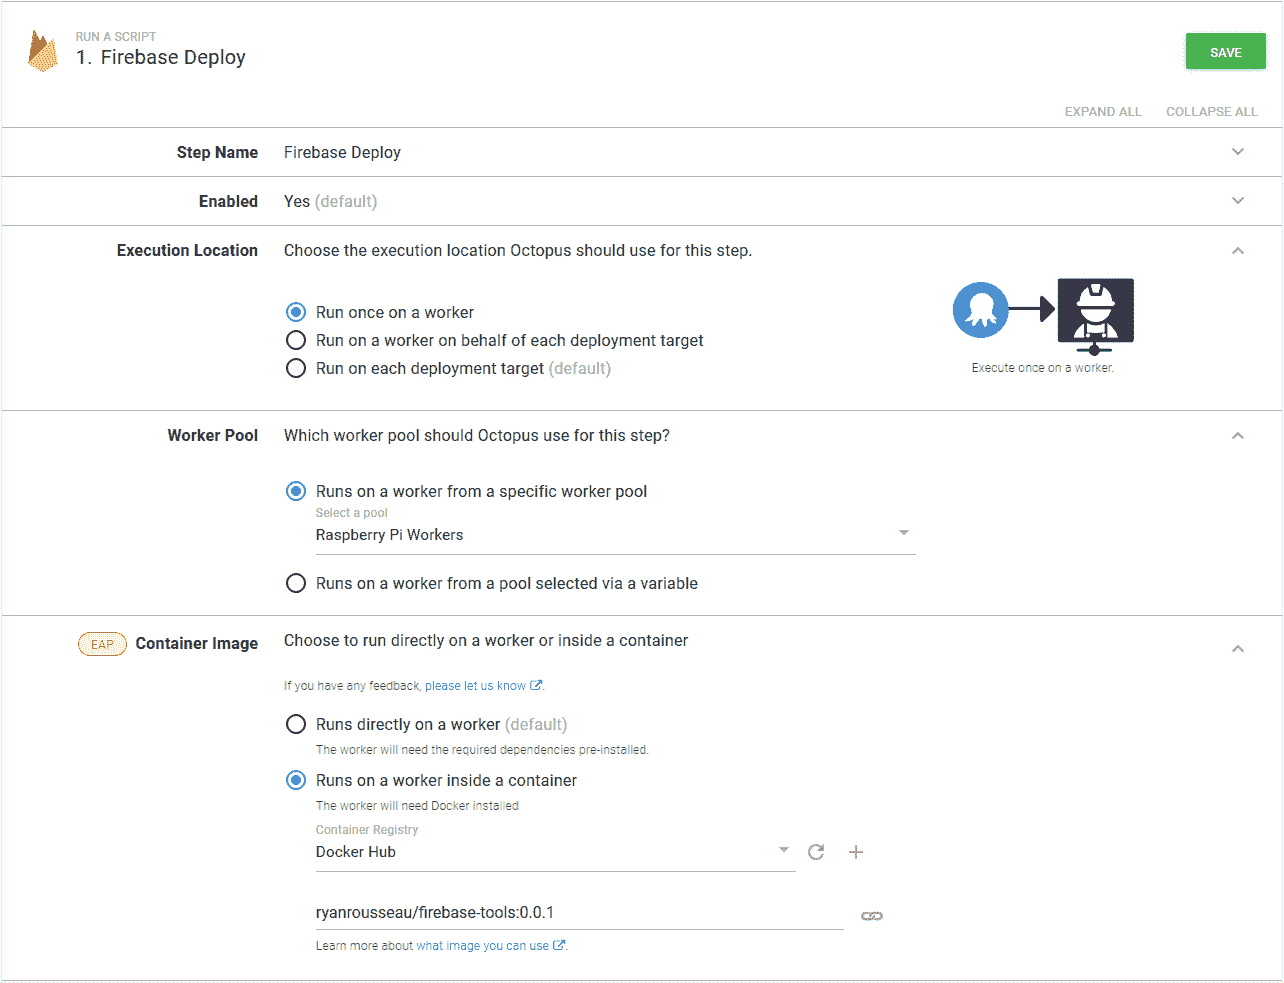 RUN A SCRIPT
1. Firebase Deploy
SAVE
EXPAND ALL COLLAPSE ALL
Step Name Firebase Deploy
Enabled Yes (default)
Execution Location Choose the execution location Octopus should use for this step.
Run once on a worker
Run on a worker on behalf of each deployment target
Run on each deployment target (default)
Execute once on a worker.
Worker Pool Which worker pool should Octopus use for this step?
Runs on a worker from a specific worker pool
Select a pool
Raspberry Pi Workers
Runs on a worker from a pool selected via a variable
EAP Container Image Choose to run directly on a worker or inside a container
If you have any feedback, please let us know.
Runs directly on a worker (default)
The worker will need the required dependencies pre-installed.
Runs on a worker inside a container
The worker will need Docker installed
Container Registry
Docker Hub
ryanrousseau/firebase-tools:0.0.1
Learn more about what image you can use.